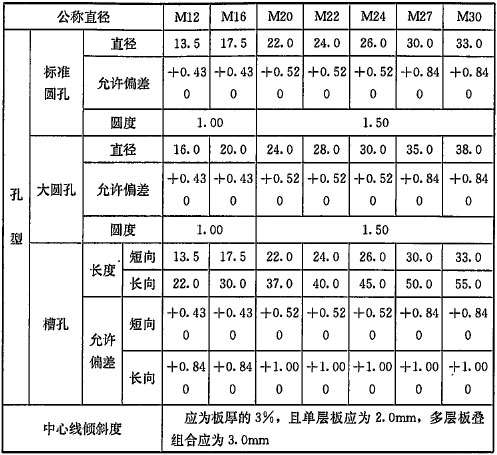 公称直径 M12 M16 M20 M22 M24 M27 M30
孔型
标准圆孔
直径 13.5 17.5 22.0 24.0 26.0 30.0 33.0
允许偏差 +0.43 +0.43 +0.52 +0.52 +0.52 +0.84 +0.84
0 0 0 0 0 0 0
圆度 1.00 1.50
大圆孔
直径 16.0 20.0 24.0 28.0 30.0 35.0 38.0
允许偏差 +0.43 +0.43 +0.52 +0.52 +0.52 +0.84 +0.84
0 0 0 0 0 0 0
圆度 1.00 1.50
槽孔
长度 短向 13.5 17.5 22.0 24.0 26.0 30.0 33.0
长向 22.0 30.0 37.0 40.0 45.0 50.0 55.0
允许偏差 短向 +0.43 +0.43 +0.52 +0.52 +0.52 +0.84 +0.84
0 0 0 0 0 0 0
长向 +0.84 +0.84 +1.00 +1.00 +1.00 +1.00 +1.00
0 0 0 0 0 0 0
中心线倾斜度 应为板厚的3%，且单层板应为2.0mm，多层板叠
组合应为3.0mm